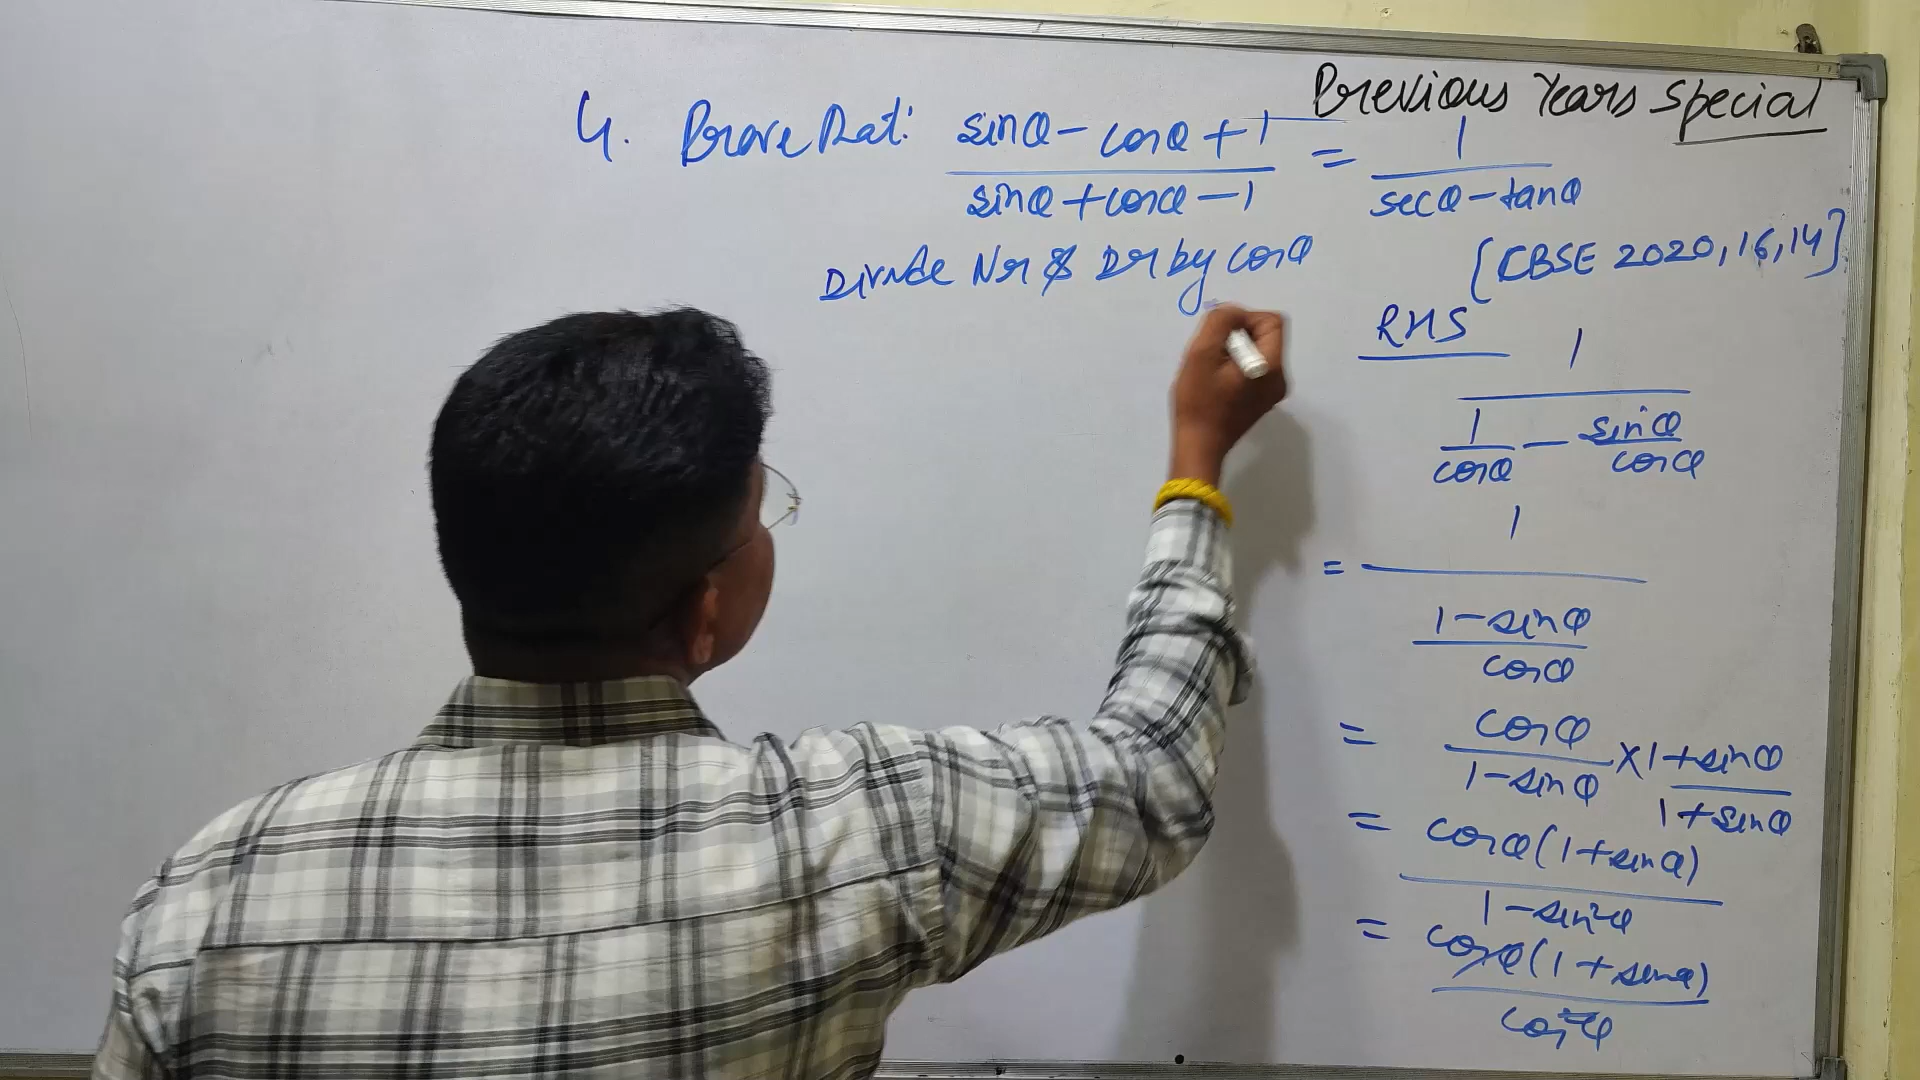 Previous Years Special
4. Prove that: sinθ - cosθ + 1 / sinθ + cosθ - 1 = 1 / secθ - tanθ
[CBSE 2020, 16, 14]
Divide Nr & Dr by cosθ
RHS
1 / 1/cosθ - sinθ/cosθ
= 1 / 1-sinθ/cosθ
= cosθ/1-sinθ × 1+sinθ/1+sinθ
= cosθ(1+sinθ) / 1-sin²θ
= cosθ(1+sinθ) / cos²θ